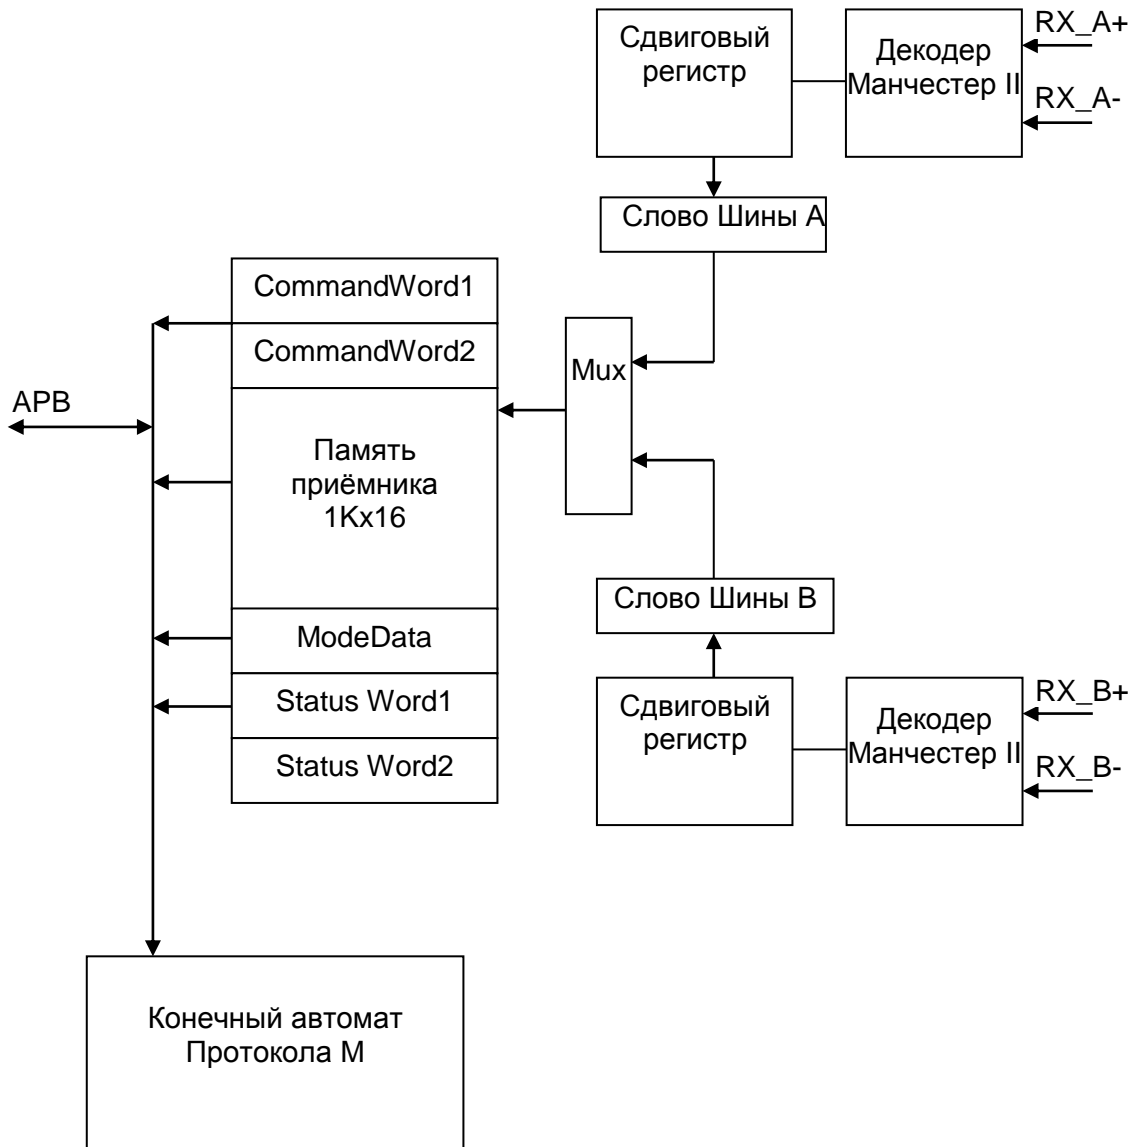 Сдвиговый
регистр
Декодер
Манчестер II
RX_A+
RX_A-
Слово Шины А
CommandWord1
CommandWord2
Mux
APB
Память
приёмника
1Kx16
Слово Шины В
ModeData
Status Word1
Status Word2
Сдвиговый
регистр
Декодер
Манчестер II
RX_B+
RX_B-
Конечный автомат
Протокола М